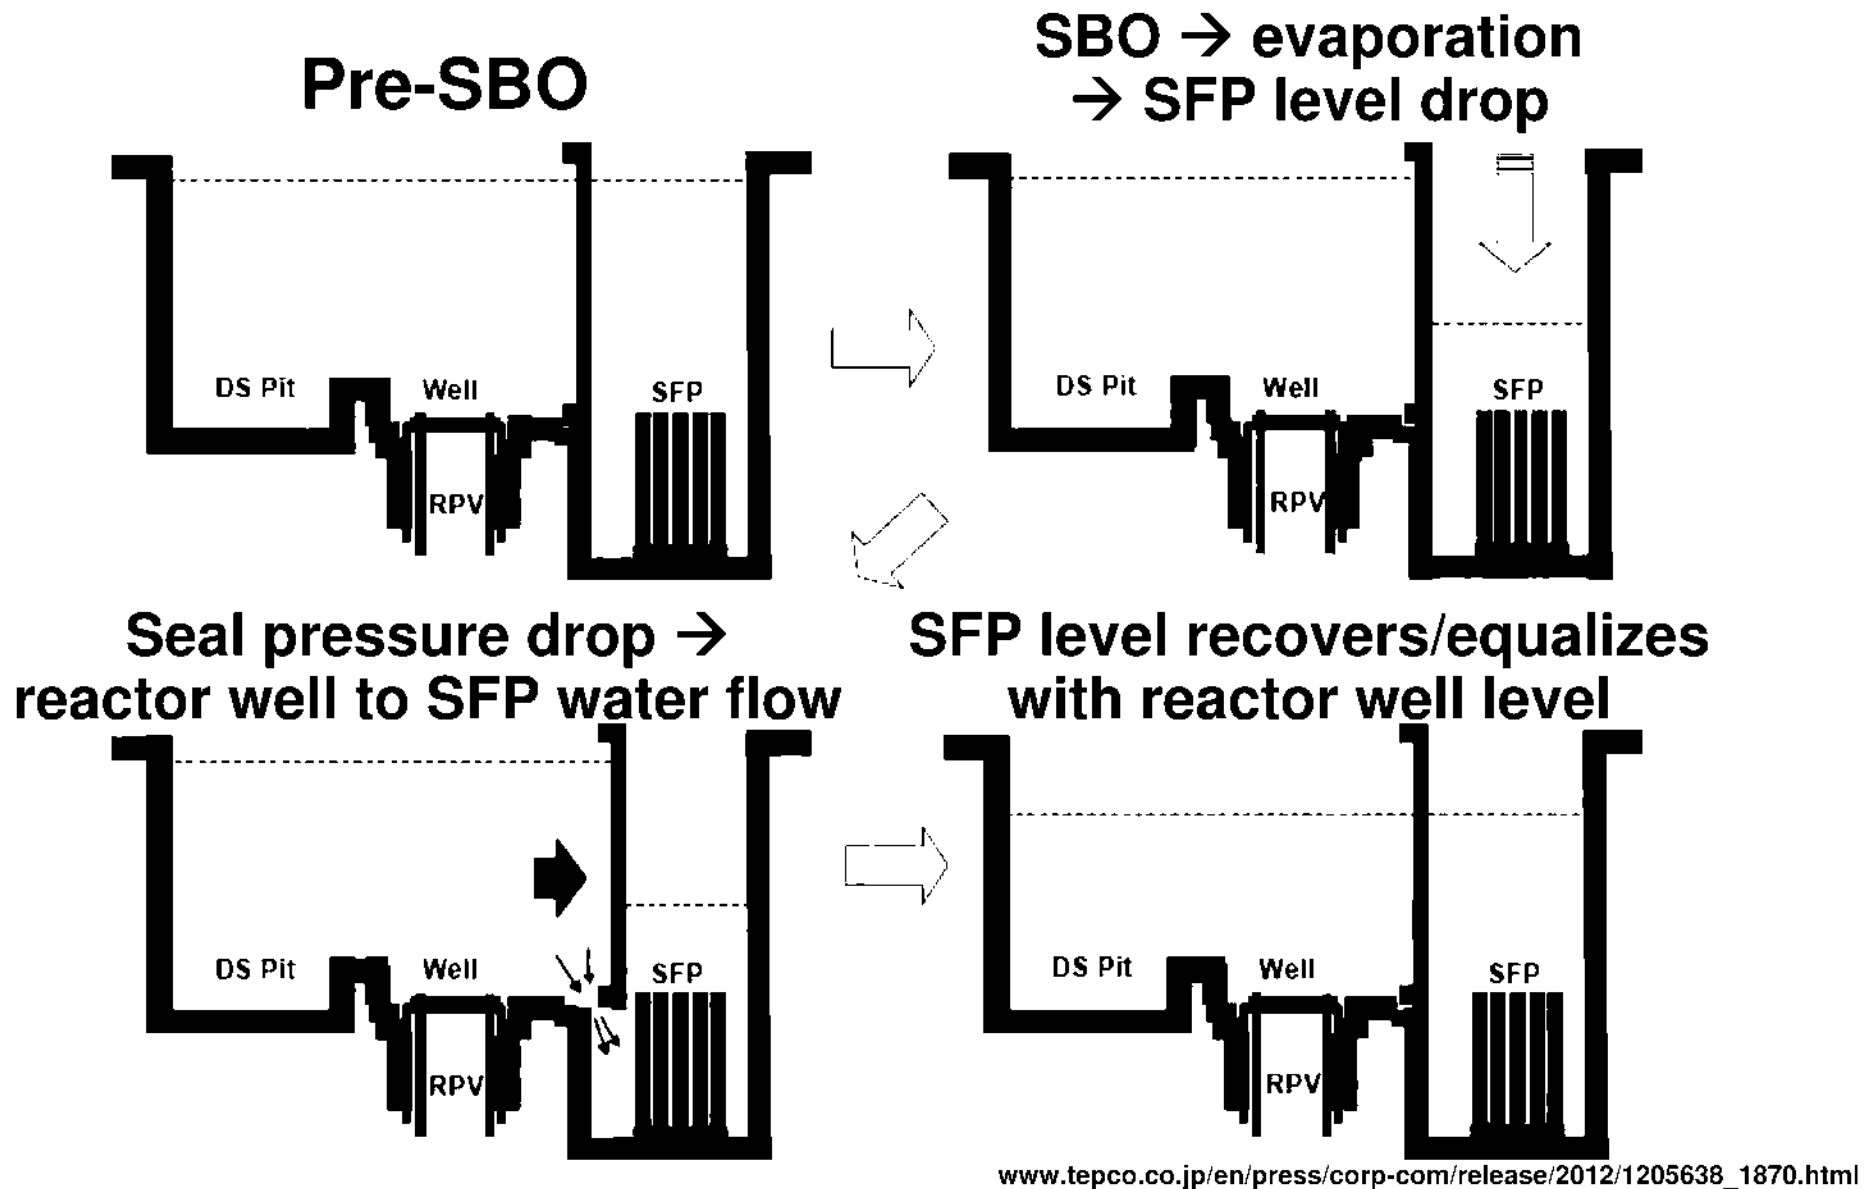 Pre-SBO
SBO → evaporation
→ SFP level drop
DS Pit
Well
SFP
RPV
DS Pit
Well
SFP
RPV
Seal pressure drop →
reactor well to SFP water flow
SFP level recovers/equalizes
with reactor well level
DS Pit
Well
SFP
RPV
DS Pit
Well
SFP
RPV
www.tepco.co.jp/en/press/corp-com/release/2012/1205638_1870.html